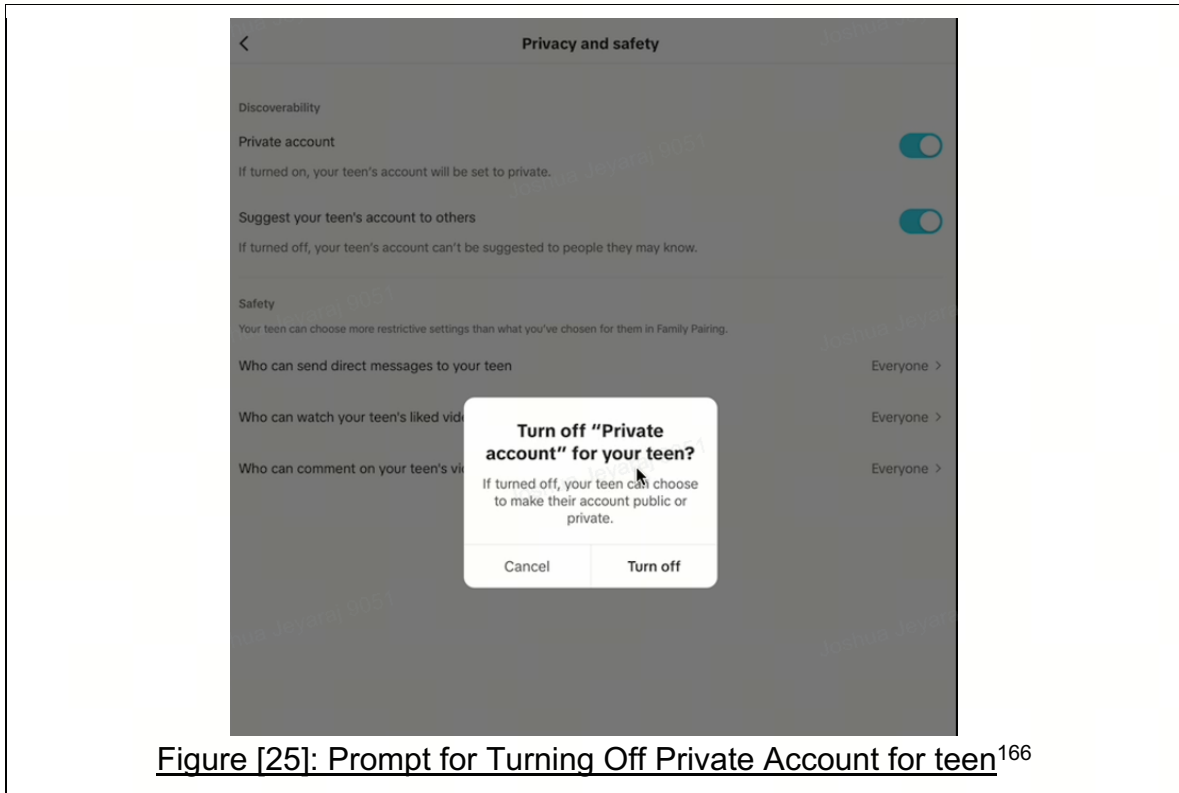 Privacy and safety
Discoverability
Private account
If turned on, your teen's account will be set to private.
Suggest your teen's account to others
If turned off, your teen's account can't be suggested to people they may know.
Safety
Your teen can choose more restrictive settings than what you've chosen for them in Family Pairing.
Who can send direct messages to your teen Everyone >
Who can watch your teen's liked Everyone >
Who can comment on your teen's Everyone >
Turn off “Private
account” for your teen?
If turned off, your teen can choose
to make their account public or
private.
Cancel Turn off
Figure [25]: Prompt for Turning Off Private Account for teen166